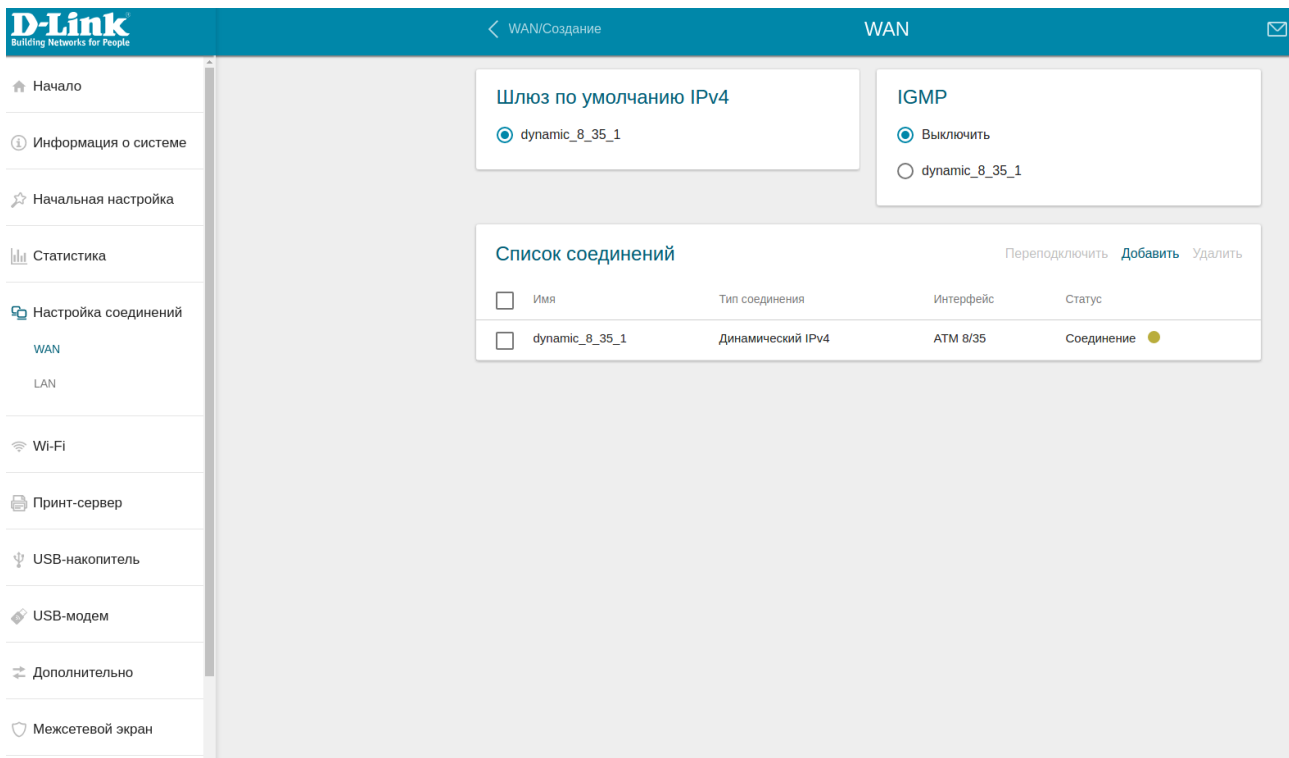 D-Link
Building Networks for People
WAN/Создание
WAN
Начало
Информация о системе
Начальная настройка
Статистика
Настройка соединений
WAN
LAN
Wi-Fi
Принт-сервер
USB-накопитель
USB-модем
Дополнительно
Межсетевой экран
Шлюз по умолчанию IPv4
dynamic_8_35_1
IGMP
Выключить
dynamic_8_35_1
Список соединений
Переподключить Добавить Удалить
Имя Тип соединения Интерфейс Статус
dynamic_8_35_1 Динамический IPv4 ATM 8/35 Соединение